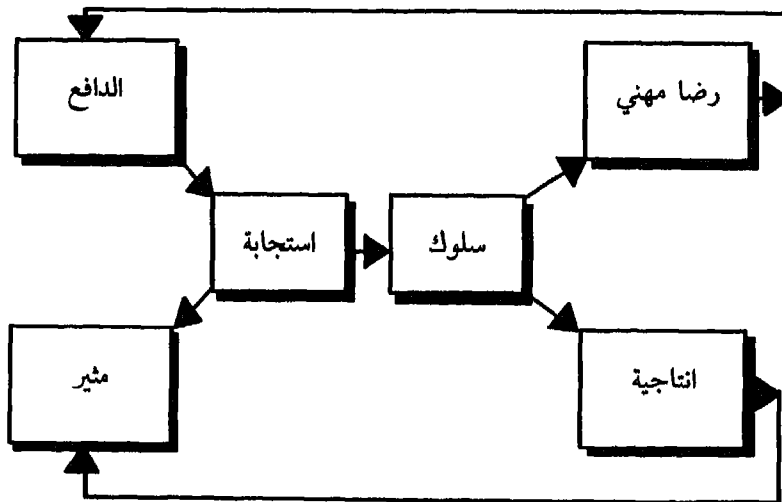 الدافع
رضا مهني
استجابة
سلوك
مثير
انتاجية